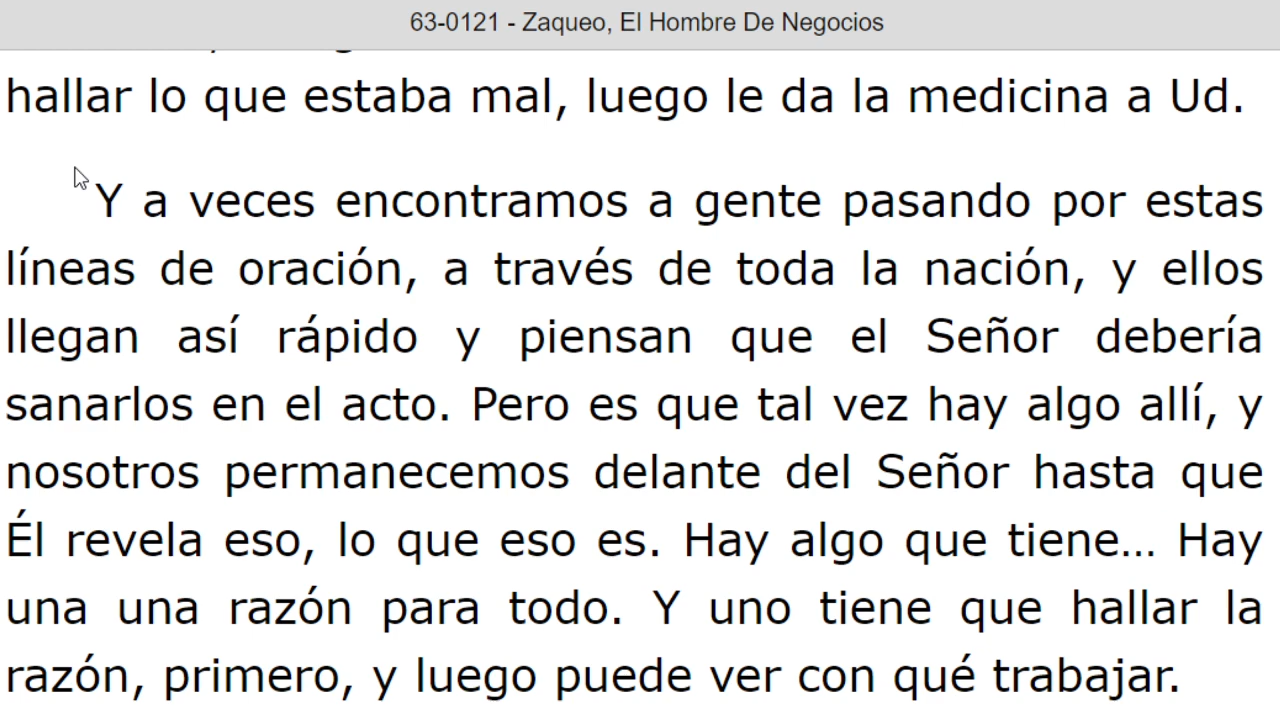 63-0121 - Zaqueo, El Hombre De Negocios
hallar lo que estaba mal, luego le da la medicina a Ud.
Y a veces encontramos a gente pasando por estas
líneas de oración, a través de toda la nación, y ellos
llegan así rápido y piensan que el Señor debería
sanarlos en el acto. Pero es que tal vez hay algo allí, y
nosotros permanecemos delante del Señor hasta que
Él revela eso, lo que eso es. Hay algo que tiene... Hay
una una razón para todo. Y uno tiene que hallar la
razón, primero, y luego puede ver con qué trabajar.